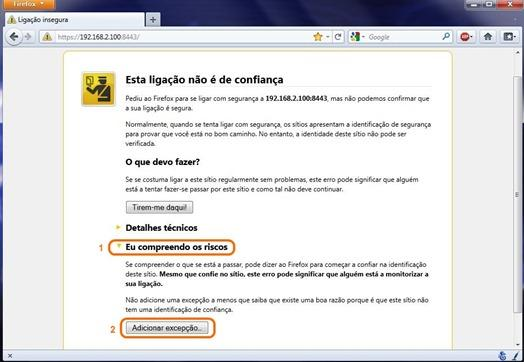 Firefox
Ligação insegura
https://192.168.2.100:8443/
Google
Esta ligação não é de confiança
Pediu ao Firefox para se ligar com segurança a 192.168.2.100:8443, mas não podemos confirmar que
a sua ligação é segura.
Normalmente, quando se tenta ligar com segurança, os sítios apresentam a identificação de segurança
para provar que você está no bom caminho. No entanto, a identidade deste sítio não pode ser
verificada.
O que devo fazer?
Se se costuma ligar a este sítio regularmente sem problemas, este erro pode significar que alguém
está a tentar fazer-se passar por este sítio e como tal não deve continuar.
Tirem-me daqui!
Detalhes técnicos
1 Eu compreendo os riscos
Se compreender o que se está a passar, pode dizer ao Firefox para começar a confiar na identificação
deste sítio. Mesmo que confie no sítio, este erro pode significar que alguém está a monitorizar a
sua ligação.
Não adicione uma excepção a menos que saiba que existe uma boa razão porque é que este sítio não
tem uma identificação de confiança.
2 Adicionar excepção..